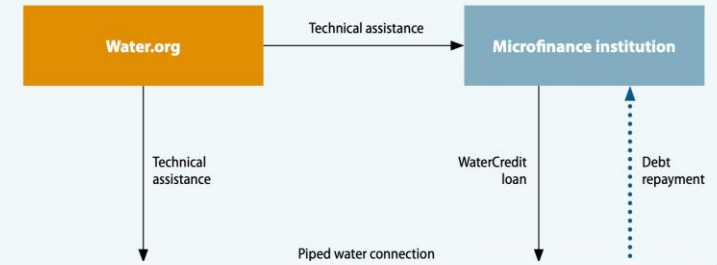 Technical assistance
Water.org
Microfinance institution
Technical
assistance
WaterCredit
loan
Debt
repayment
Piped water connection